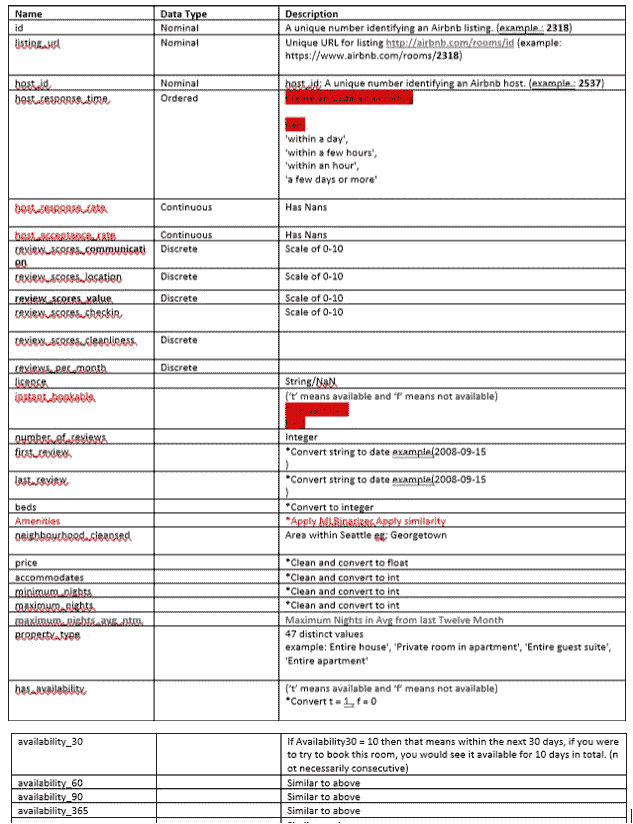 Name Data Type Description
id Nominal A unique number identifying an Airbnb listing. (example.: 2318)
listing_url Nominal Unique URL for listing http://airbnb.com/rooms/id (example:
https://www.airbnb.com/rooms/2318)
host_id Nominal host_id: A unique number identifying an Airbnb host. (example.: 2537)
host_response_time Ordered
'within a day',
'within a few hours',
'within an hour',
'a few days or more'
host_response_rate Continuous Has Nans
host_acceptance_rate Continuous Has Nans
review_scores_communicati Discrete Scale of 0-10
on
review_scores_location Discrete Scale of 0-10
review_scores_value Discrete Scale of 0-10
review_scores_checkin Discrete Scale of 0-10
review_scores_cleanliness Discrete
reviews_per_month Discrete
licence String/NaN
instant_bookable ('t' means available and 'f' means not available)
number_of_reviews Integer
first_review *Convert string to date example(2008-09-15
)
last_review *Convert string to date example(2008-09-15
)
beds *Convert to integer
Amenities *Apply MLBinarizer Apply similarity
neighbourhood_cleansed Area within Seattle eg: Georgetown
price *Clean and convert to float
accommodates *Clean and convert to int
minimum_nights *Clean and convert to int
maximum_nights *Clean and convert to int
maximum_nights_avg_ntm Maximum Nights in Avg from last Twelve Month
property_type 47 distinct values
example: Entire house', 'Private room in apartment', 'Entire guest suite',
'Entire apartment'
has_availability ('t' means available and 'f' means not available)
*Convert t = 1, f = 0
availability_30 If Availability30 = 10 then that means within the next 30 days, if you were
to try to book this room, you would see it available for 10 days in total. (n
ot necessarily consecutive)
availability_60 Similar to above
availability_90 Similar to above
availability_365 Similar to above